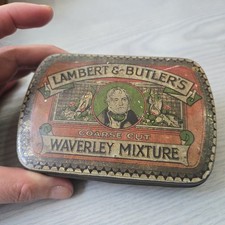 LAMBERT & BUTLER'S
COARSE CUT
WAVERLEY MIXTURE